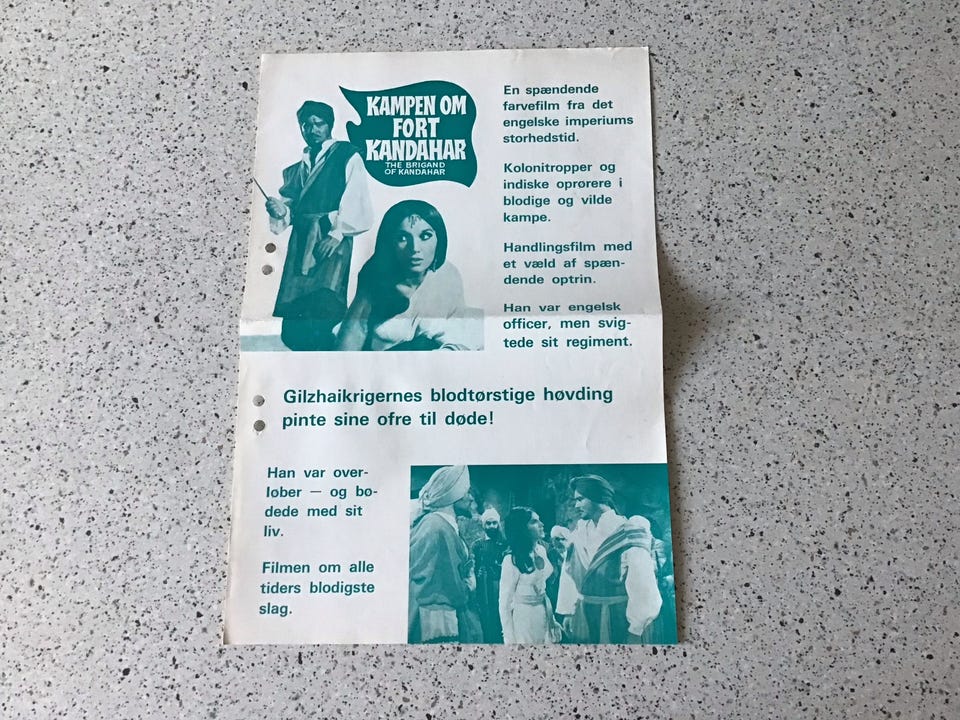 KAMPEN OM
FORT
KANDAHAR
THE BRIGAND
OF KANDAHAR
En spændende
farvefilm fra det
engelske imperiums
storhedstid.
Kolonitropper og
indiske oprørere i
blodige og vilde
kampe.
Handlingsfilm med
et væld af spæn-
dende optrin.
Han var engelsk
officer, men svig-
tede sit regiment.
Gilzhaikrigernes blodtørstige høvding
pinte sine ofre til døde!
Han var over-
løber — og bø-
dede med sit
liv.
Filmen om alle
tiders blodigste
slag.